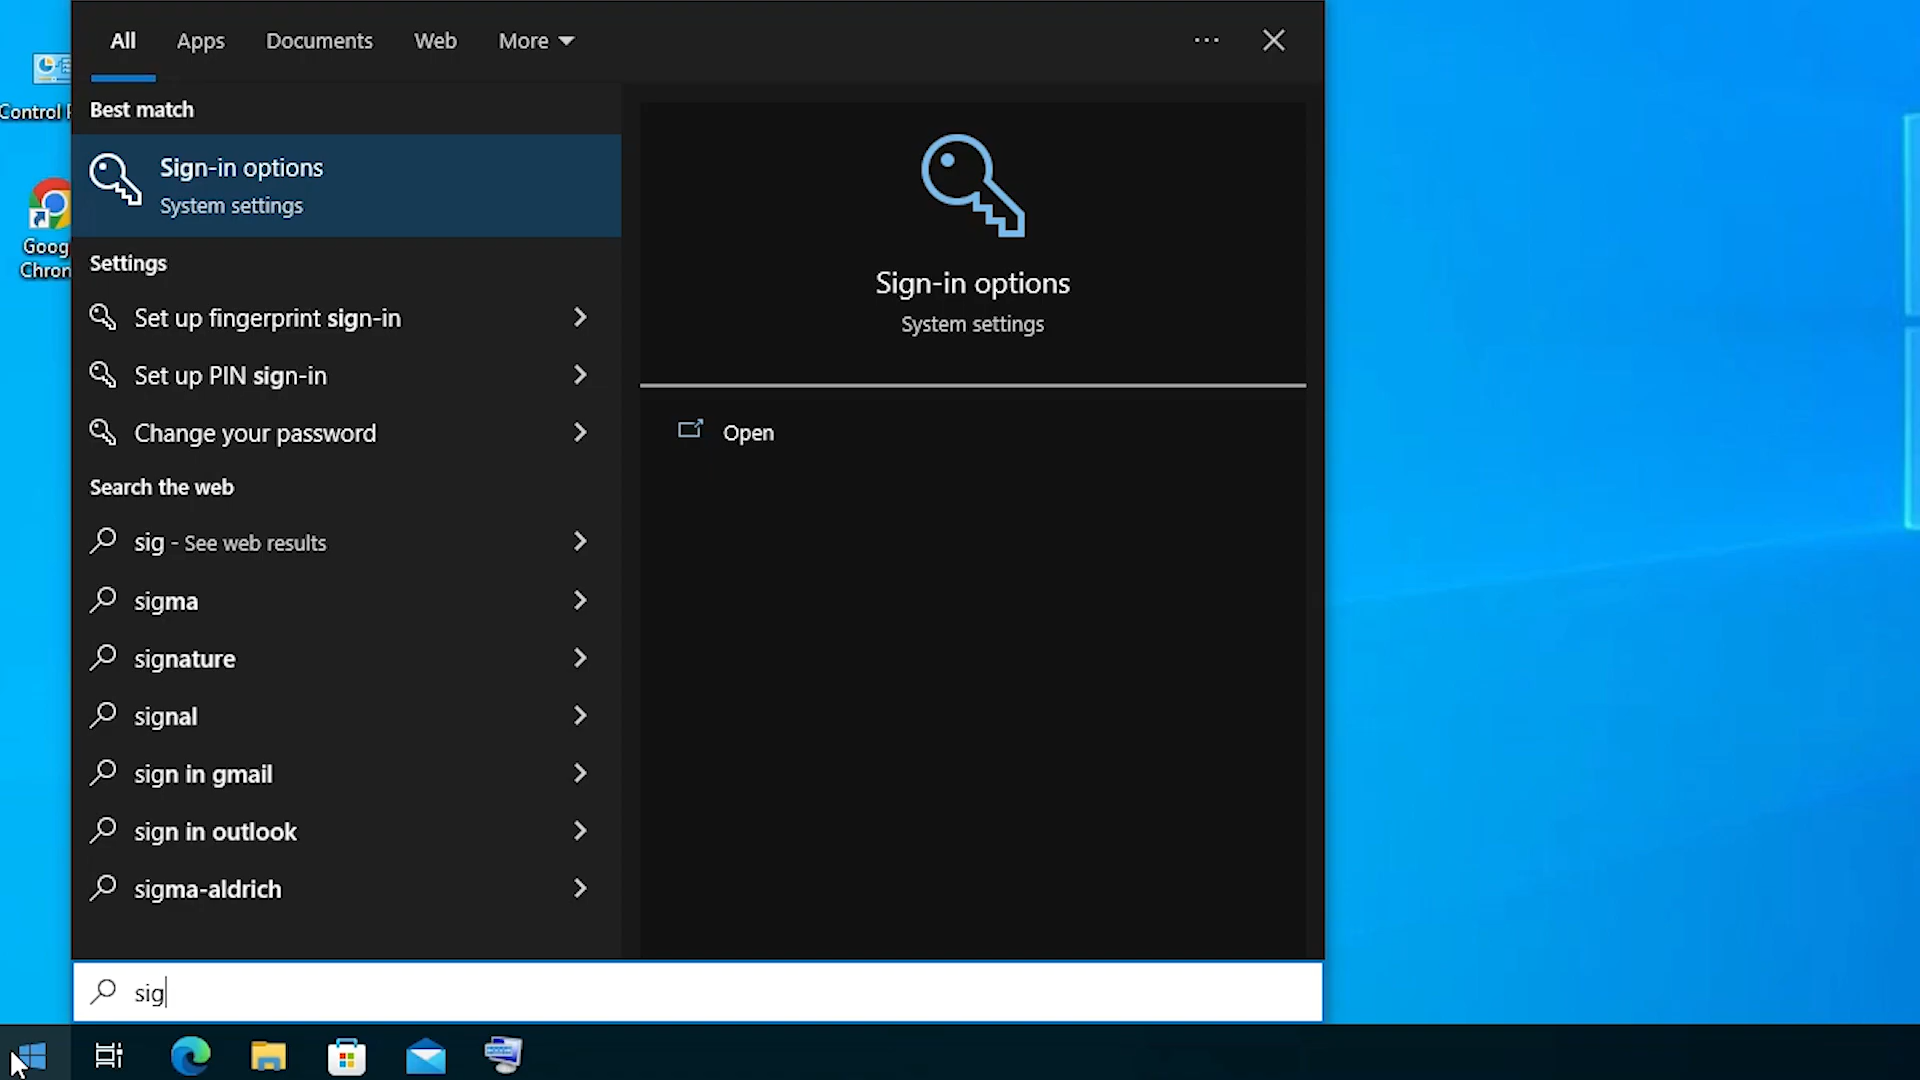 All
Apps
Documents
Web
More
Control
Goog
Chron
Best match
Sign-in options
System settings
Settings
Set up fingerprint sign-in
Set up PIN sign-in
Change your password
Search the web
sig - See web results
sigma
signature
signal
sign in gmail
sign in outlook
sigma-aldrich
Sign-in options
System settings
Open
sig